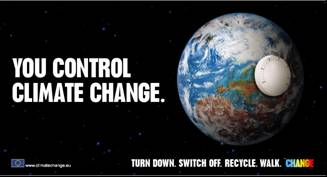 YOU CONTROL
CLIMATE CHANGE.
www.climatechange.eu
TURN DOWN. SWITCH OFF. RECYCLE. WALK. CHANGE